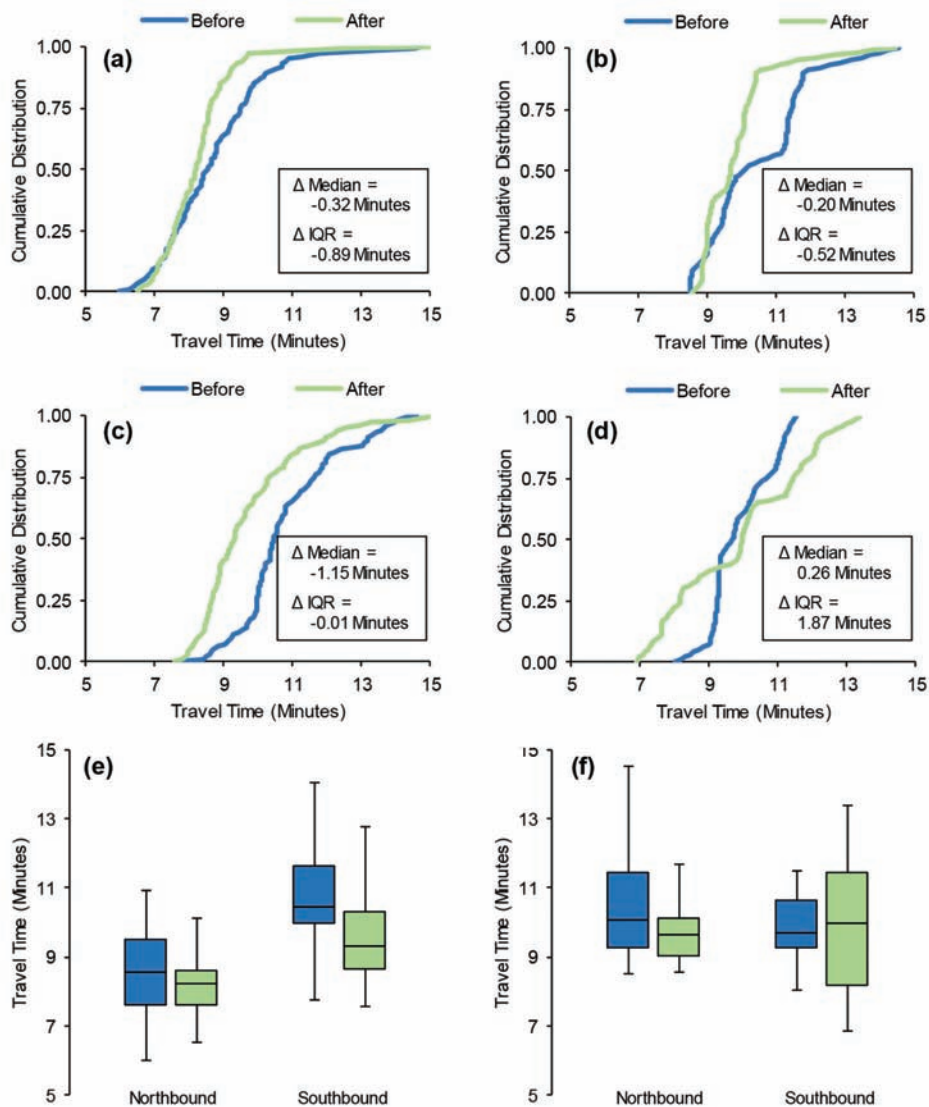 Before After
(a)
1.00
0.75
0.50
0.25
0.00
Cumulative Distribution
Δ Median =
-0.32 Minutes
Δ IQR =
-0.89 Minutes
5 7 9 11 13 15
Travel Time (Minutes)
Before After
(b)
1.00
0.75
0.50
0.25
0.00
Cumulative Distribution
Δ Median =
-0.20 Minutes
Δ IQR =
-0.52 Minutes
5 7 9 11 13 15
Travel Time (Minutes)
Before After
(c)
1.00
0.75
0.50
0.25
0.00
Cumulative Distribution
Δ Median =
-1.15 Minutes
Δ IQR =
-0.01 Minutes
5 7 9 11 13 15
Travel Time (Minutes)
Before After
(d)
1.00
0.75
0.50
0.25
0.00
Cumulative Distribution
Δ Median =
0.26 Minutes
Δ IQR =
1.87 Minutes
5 7 9 11 13 15
Travel Time (Minutes)
(e)
15
13
11
9
7
5
Travel Time (Minutes)
Northbound Southbound
(f)
15
13
11
9
7
5
Travel Time (Minutes)
Northbound Southbound